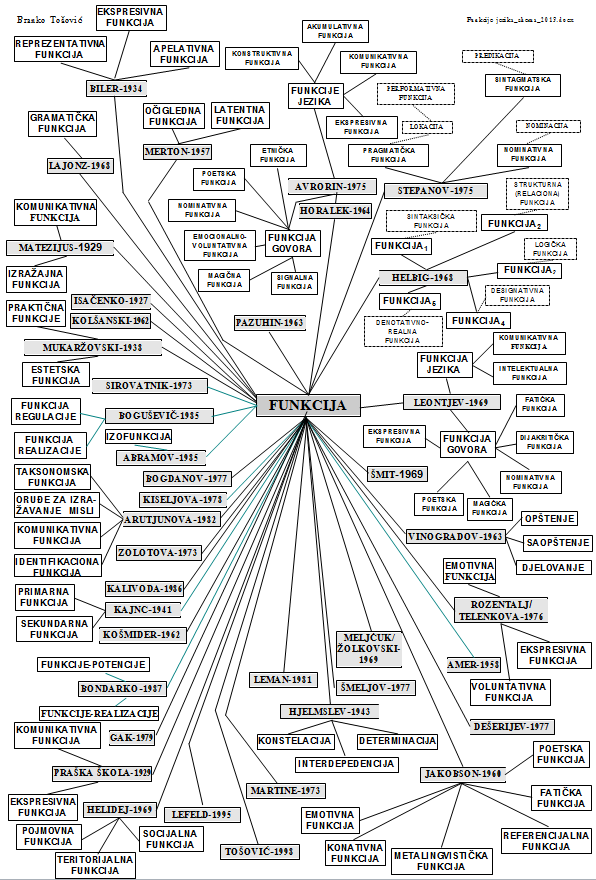 Branko Tošović
Funkcije jezika_shema_2015.docx
EKSPRESIVNA
FUNKCIJA
REPREZENTATIVNA
FUNKCIJA
APELATIVNA
FUNKCIJA
BILER-1934
AKUMULATIVNA
FUNKCIJA
KONSTRUKTIVNA
FUNKCIJA
KOMUNIKATIVNA
FUNKCIJA
FUNKCIJE
JEZIKA
EKSPRESIVNA
FUNKCIJA
PREDIKACIJA
SINTAGMATSKA
FUNKCIJA
PERFORMATIVNA
FUNKCIJA
LOKACIJA
NOMINACIJA
PRAGMATIČKA
FUNKCIJA
NOMINATIVNA
FUNKCIJA
STEPANOV-1975
GRAMATIČKA
FUNKCIJA
LAJONZ-1968
OČIGLEDNA
FUNKCIJA
LATENTNA
FUNKCIJA
MERTON-1957
ETNIČKA
FUNKCIJA
POETSKA
FUNKCIJA
AVRORIN-1975
HORALEK-1964
NOMINATIVNA
FUNKCIJA
EMOCIONALNO-
VOLUNTATIVNA
FUNKCIJA
FUNKCIJA
GOVORA
MAGIČNA
FUNKCIJA
SIGNALNA
FUNKCIJA
STRUKTURNA
(RELACIONA)
FUNKCIJA
SINTAKSIČKA
FUNKCIJA
FUNKCIJA2
FUNKCIJA1
LOGIČKA
FUNKCIJA
HELBIG-1968
FUNKCIJA3
DESIGNATIVNA
FUNKCIJA
FUNKCIJA5
FUNKCIJA4
DENOTATIVNO-
REALNA
FUNKCIJA
KOMUNIKATIVNA
FUNKCIJA
MATEZIJUS-1929
IZRAŽAJNA
FUNKCIJA
PRAKTIČNA
FUNKCIJE
ISAČENKO-1927
KOLŠANSKI-1962
MUKARŽOVSKI-1938
ESTETSKA
FUNKCIJA
PAZUHIN-1963
SIROVATNIK-1973
FUNKCIJA
FUNKCIJA
JEZIKA
KOMUNIKATIVNA
FUNKCIJA
INTELEKTUALNA
FUNKCIJA
LEONTJEV-1969
FATIČKA
FUNKCIJA
EKSPRESIVNA
FUNKCIJA
FUNKCIJA
GOVORA
DIJAKRITIČKA
FUNKCIJA
NOMINATIVNA
FUNKCIJA
POETSKA
FUNKCIJA
MAGIČKA
FUNKCIJA
FUNKCIJA
REGULACIJE
BOGUŠEVIČ-1985
FUNKCIJA
REALIZACIJE
IZOFUNKCIJA
ABRAMOV-1985
BOGDANOV-1977
KISELJOVA-1978
ŠMIT-1969
TAKSONOMSKA
FUNKCIJA
ORUĐE ZA IZRA-
ŽAVANJE MISLI
KOMUNIKATIVNA
FUNKCIJA
IDENTIFIKACIONA
FUNKCIJA
ARUTJUNOVA-1982
ZOLOTOVA-1973
VINOGRADOV-1963
OPŠTENJE
SAOPŠTENJE
DJELOVANJE
KALIVODA-1986
PRIMARNA
FUNKCIJA
KAJNC-1941
SEKUNDARNA
FUNKCIJA
KOŠMIDER-1962
EMOTIVNA
FUNKCIJA
ROZENTALJ/
TELENKOVA-1976
EKSPRESIVNA
FUNKCIJA
VOLUNTATIVNA
FUNKCIJA
AMER-1958
MELJČUK/
ŽOLKOVSKI-
1969
FUNKCIJE-POTENCIJE
BONDARKO-1987
FUNKCIJE-REALIZACIJE
LEMAN-1981
ŠMELJOV-1977
HJELMSLEV-1943
KONSTELACIJA
DETERMINACIJA
INTERDEPEDENCIJA
DEŠERIJEV-1977
KOMUNIKATIVNA
FUNKCIJA
GAK-1979
PRAŠKA ŠKOLA-1929
EKSPRESIVNA
FUNKCIJA
HELIDEJ-1969
POJMOVNA
FUNKCIJA
SOCIJALNA
FUNKCIJA
TERITORIJALNA
FUNKCIJA
LEFELD-1995
MARTINE-1973
TOŠOVIĆ-1998
JAKOBSON-1960
POETSKA
FUNKCIJA
FATIČKA
FUNKCIJA
REFERENCIJALNA
FUNKCIJA
EMOTIVNA
FUNKCIJA
KONATIVNA
FUNKCIJA
METALINGVISTIČKA
FUNKCIJA